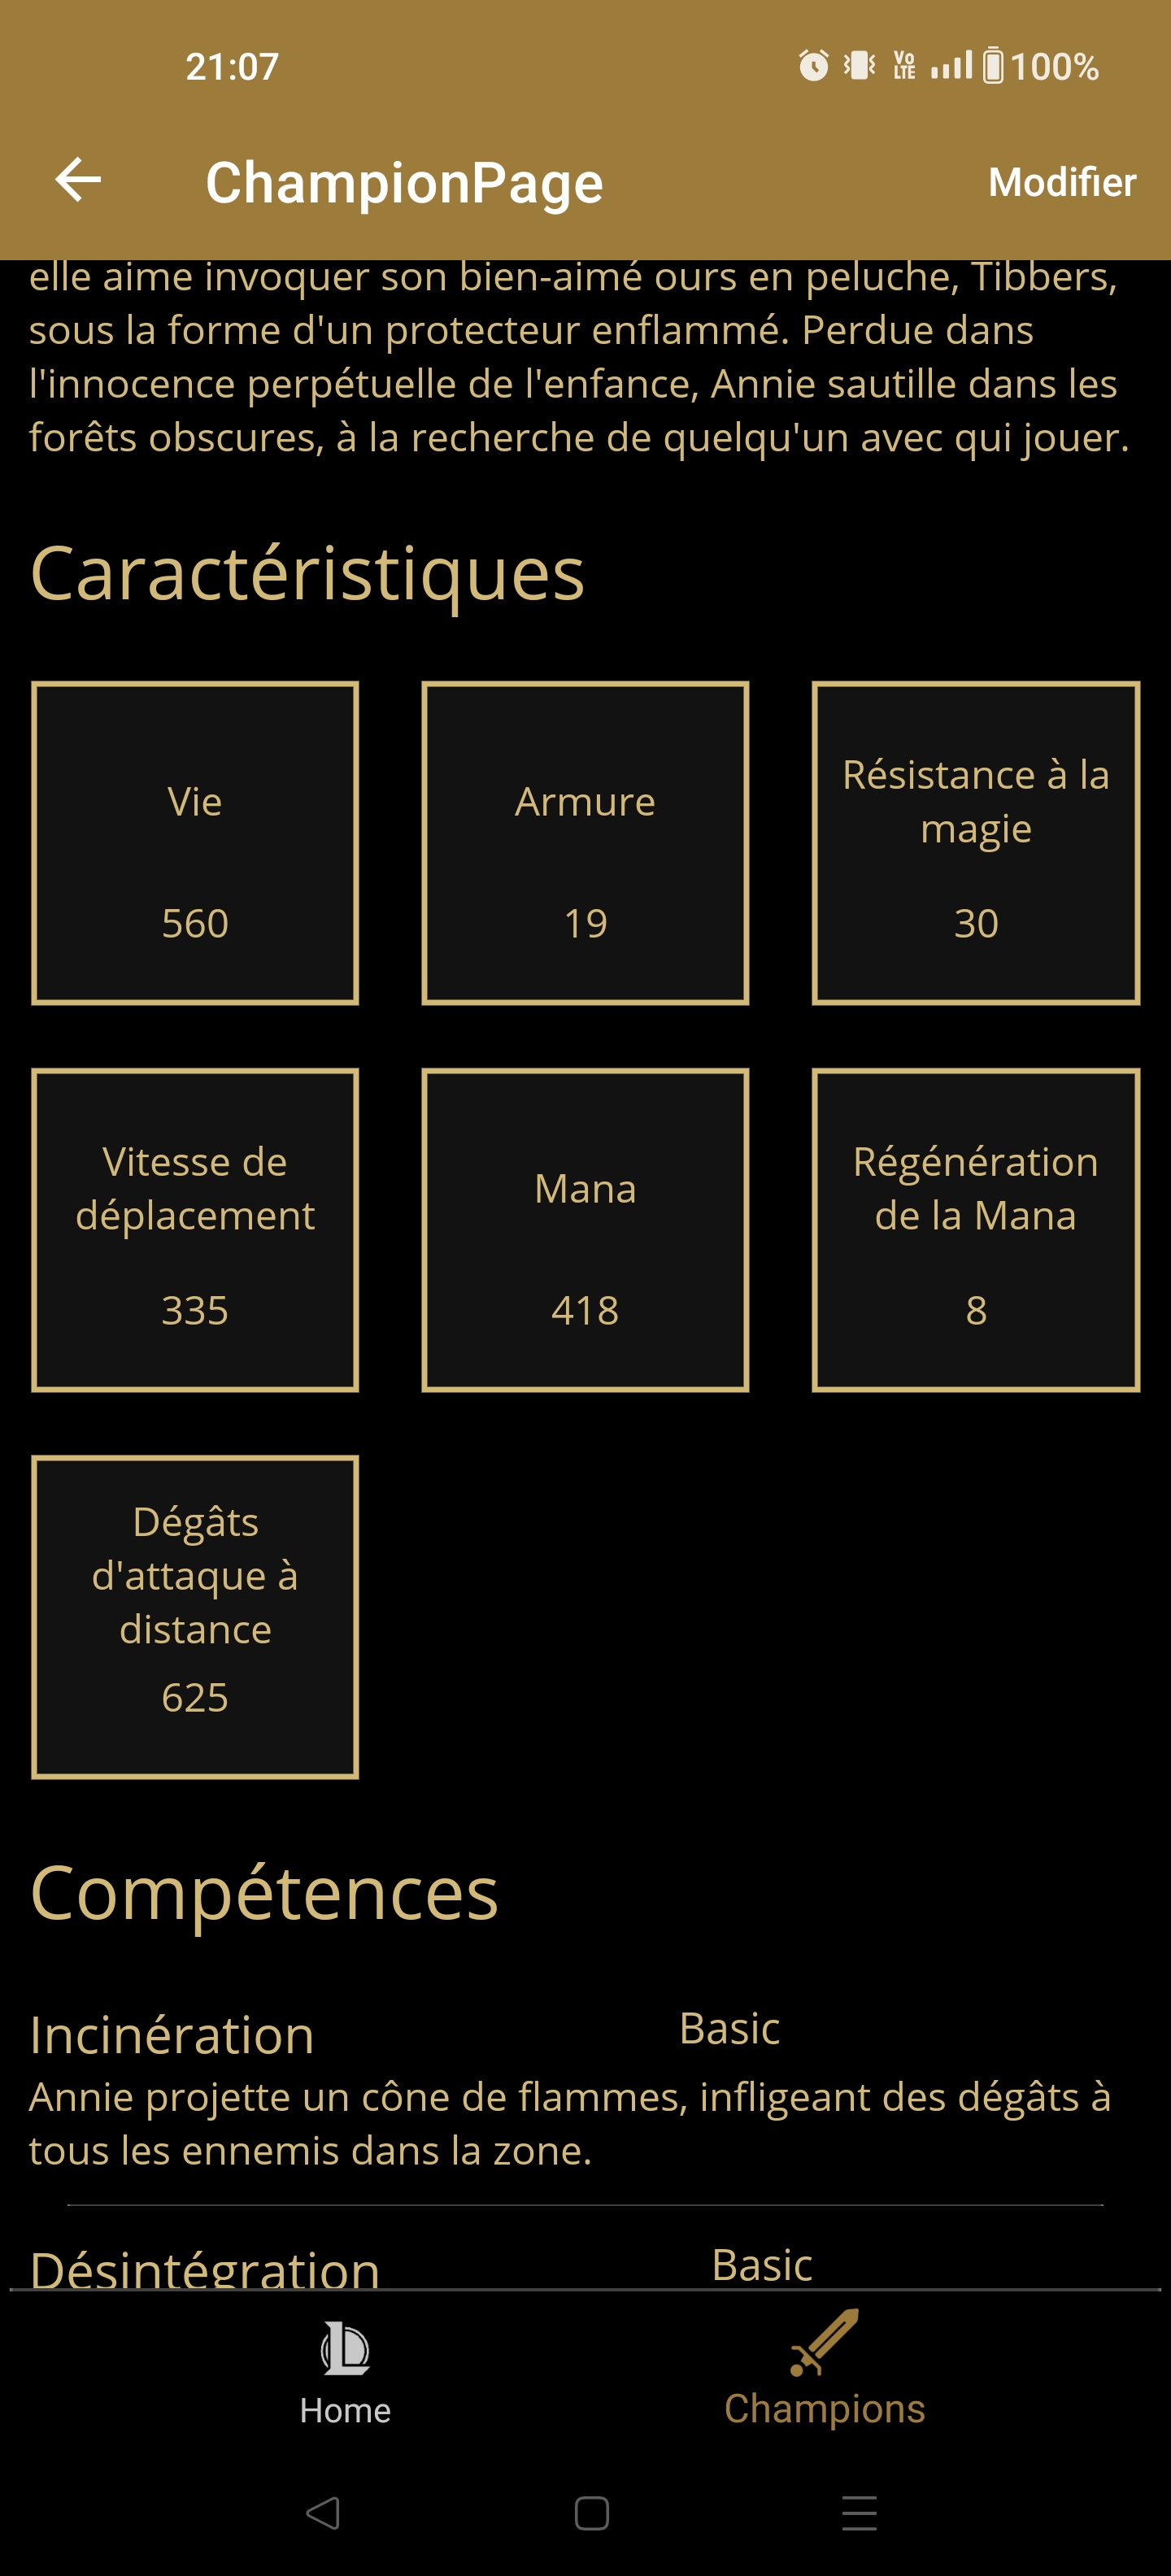 21:07
VoLTE 100%
ChampionPage
Modifier
elle aime invoquer son bien-aimé ours en peluche, Tibbers,
sous la forme d'un protecteur enflammé. Perdue dans
l'innocence perpétuelle de l'enfance, Annie sautille dans les
forêts obscures, à la recherche de quelqu'un avec qui jouer.
Caractéristiques
Vie
560
Armure
19
Résistance à la
magie
30
Vitesse de
déplacement
335
Mana
418
Régénération
de la Mana
8
Dégâts
d'attaque à
distance
625
Compétences
Incinération
Basic
Annie projette un cône de flammes, infligeant des dégâts à
tous les ennemis dans la zone.
Désintégration
Basic
Home
Champions